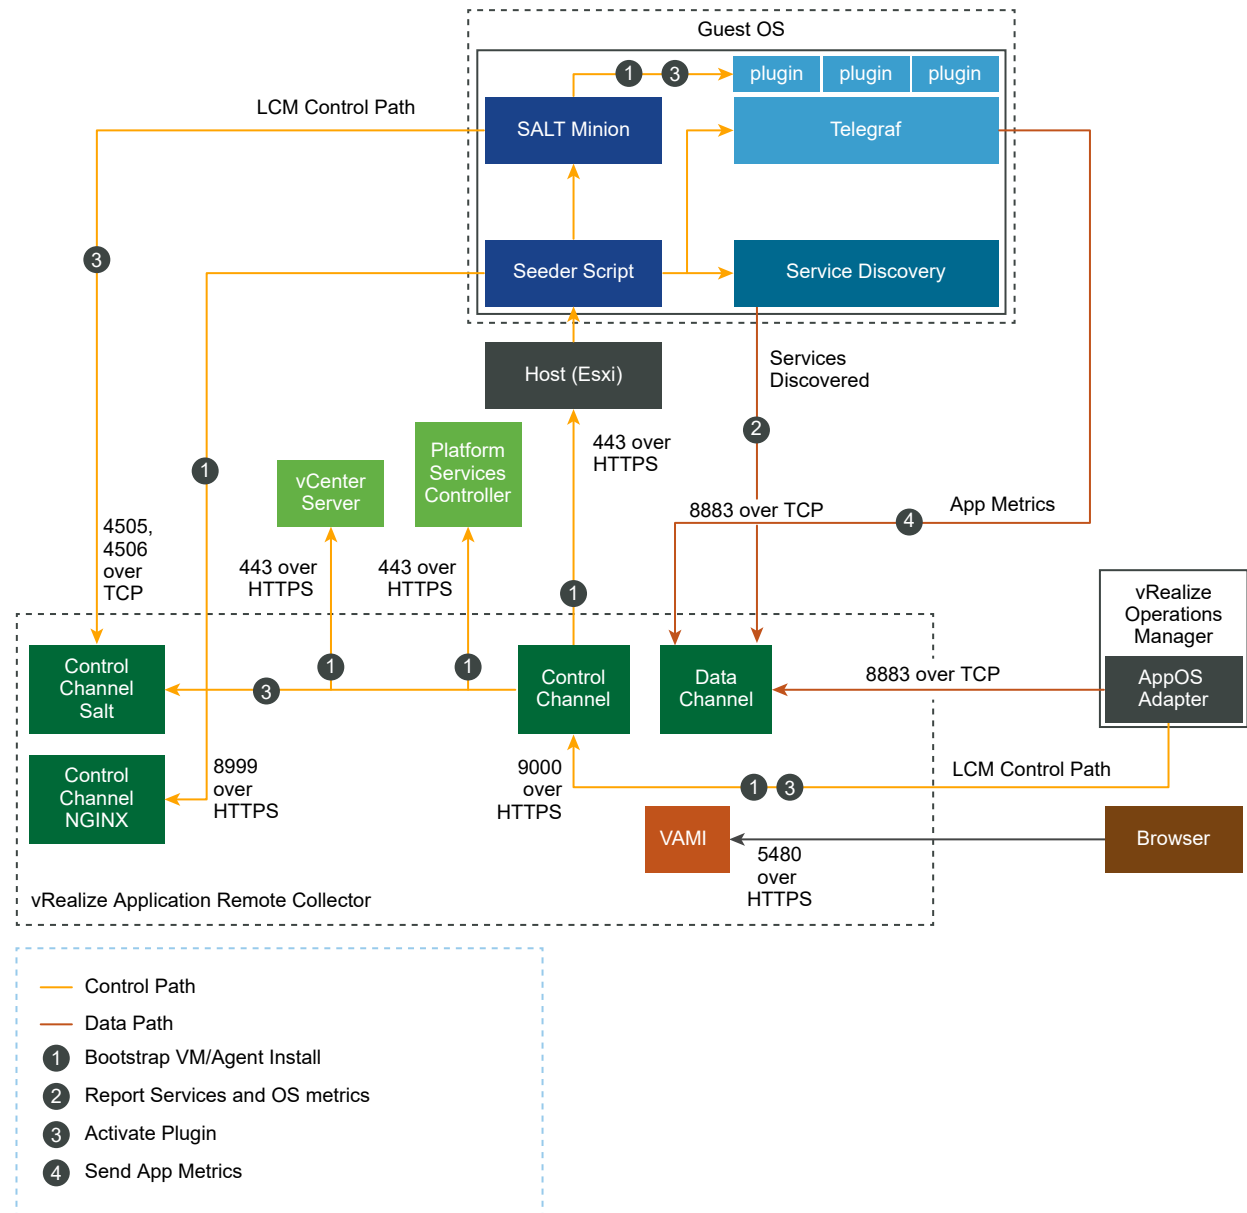 Guest OS
1
3
plugin
plugin
plugin
LCM Control Path
SALT Minion
Telegraf
3
Seeder Script
Service Discovery
Host (Esxi)
Services
Discovered
2
443 over
HTTPS
Platform
Services
Controller
1
vCenter
Server
8883 over TCP
4
App Metrics
4505,
4506
over
TCP
443 over
HTTPS
443 over
HTTPS
1
vRealize
Operations
Manager
AppOS
Adapter
Control
Channel
Salt
3
1
1
Control
Channel
Data
Channel
8883 over TCP
Control
Channel
NGINX
8999
over
HTTPS
9000
over
HTTPS
1
3
LCM Control Path
VAMI
5480
over
HTTPS
Browser
vRealize Application Remote Collector
Control Path
Data Path
1 Bootstrap VM/Agent Install
2 Report Services and OS metrics
3 Activate Plugin
4 Send App Metrics